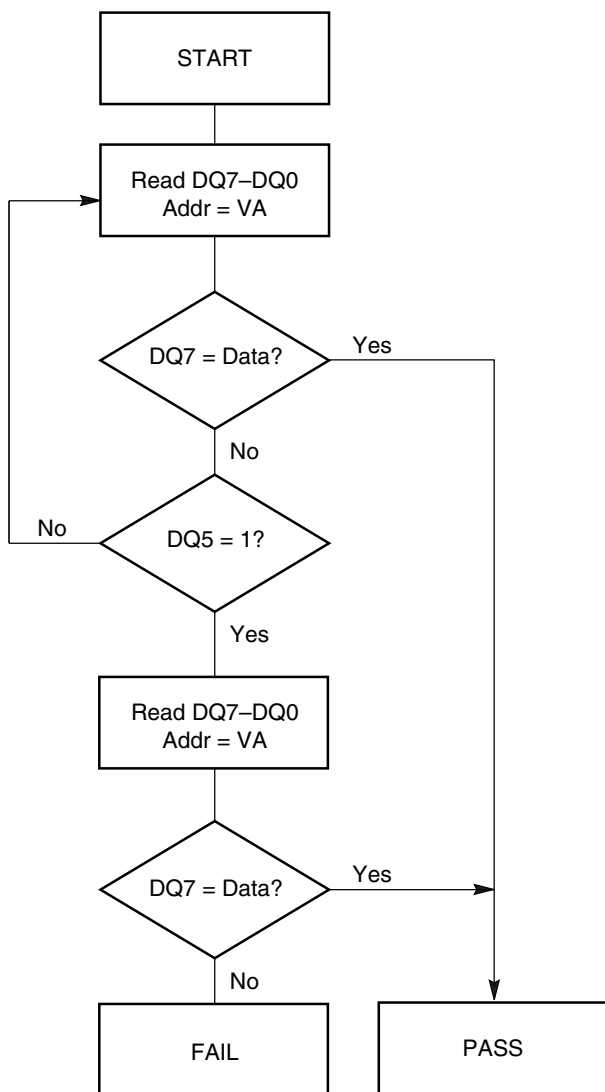 START
Read DQ7–DQ0
Addr = VA
DQ7 = Data?
Yes
No
No
DQ5 = 1?
Yes
Read DQ7–DQ0
Addr = VA
DQ7 = Data?
Yes
No
FAIL
PASS